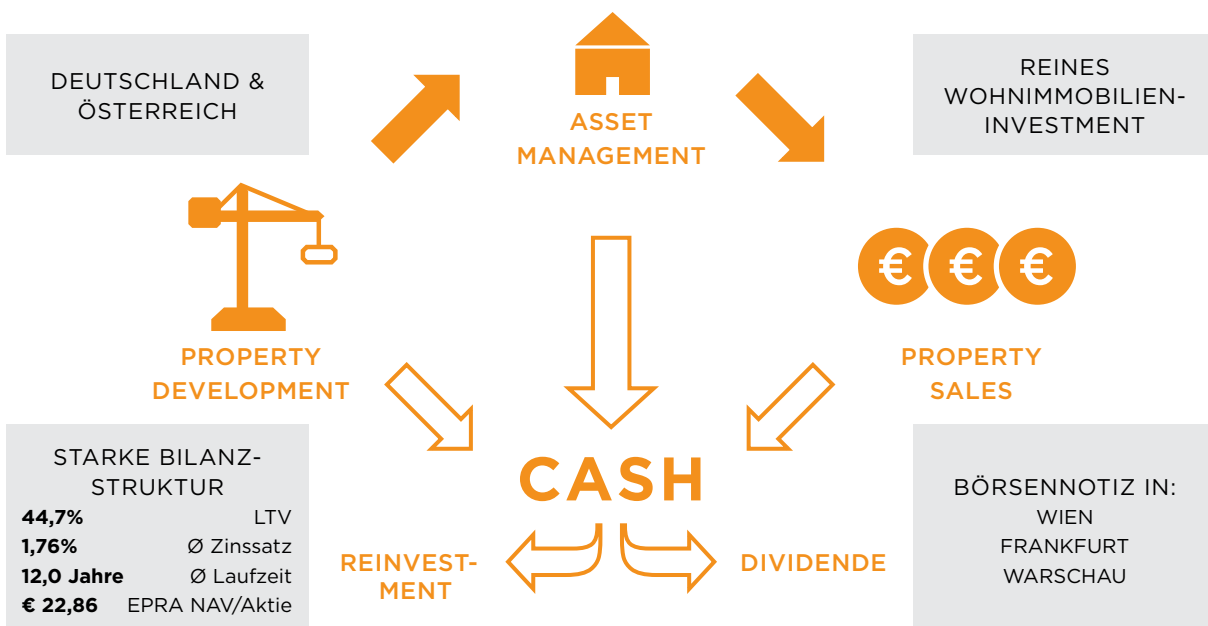 DEUTSCHLAND &
ÖSTERREICH
ASSET
MANAGEMENT
REINES
WOHNIMMOBILIEN-
INVESTMENT
€ € €
PROPERTY
DEVELOPMENT
PROPERTY
SALES
STARKE BILANZ-
STRUKTUR
44,7% LTV
1,76% Ø Zinssatz
12,0 Jahre Ø Laufzeit
€ 22,86 EPRA NAV/Aktie
CASH
REINVEST-
MENT
DIVIDENDE
BÖRSENNOTIZ IN:
WIEN
FRANKFURT
WARSCHAU